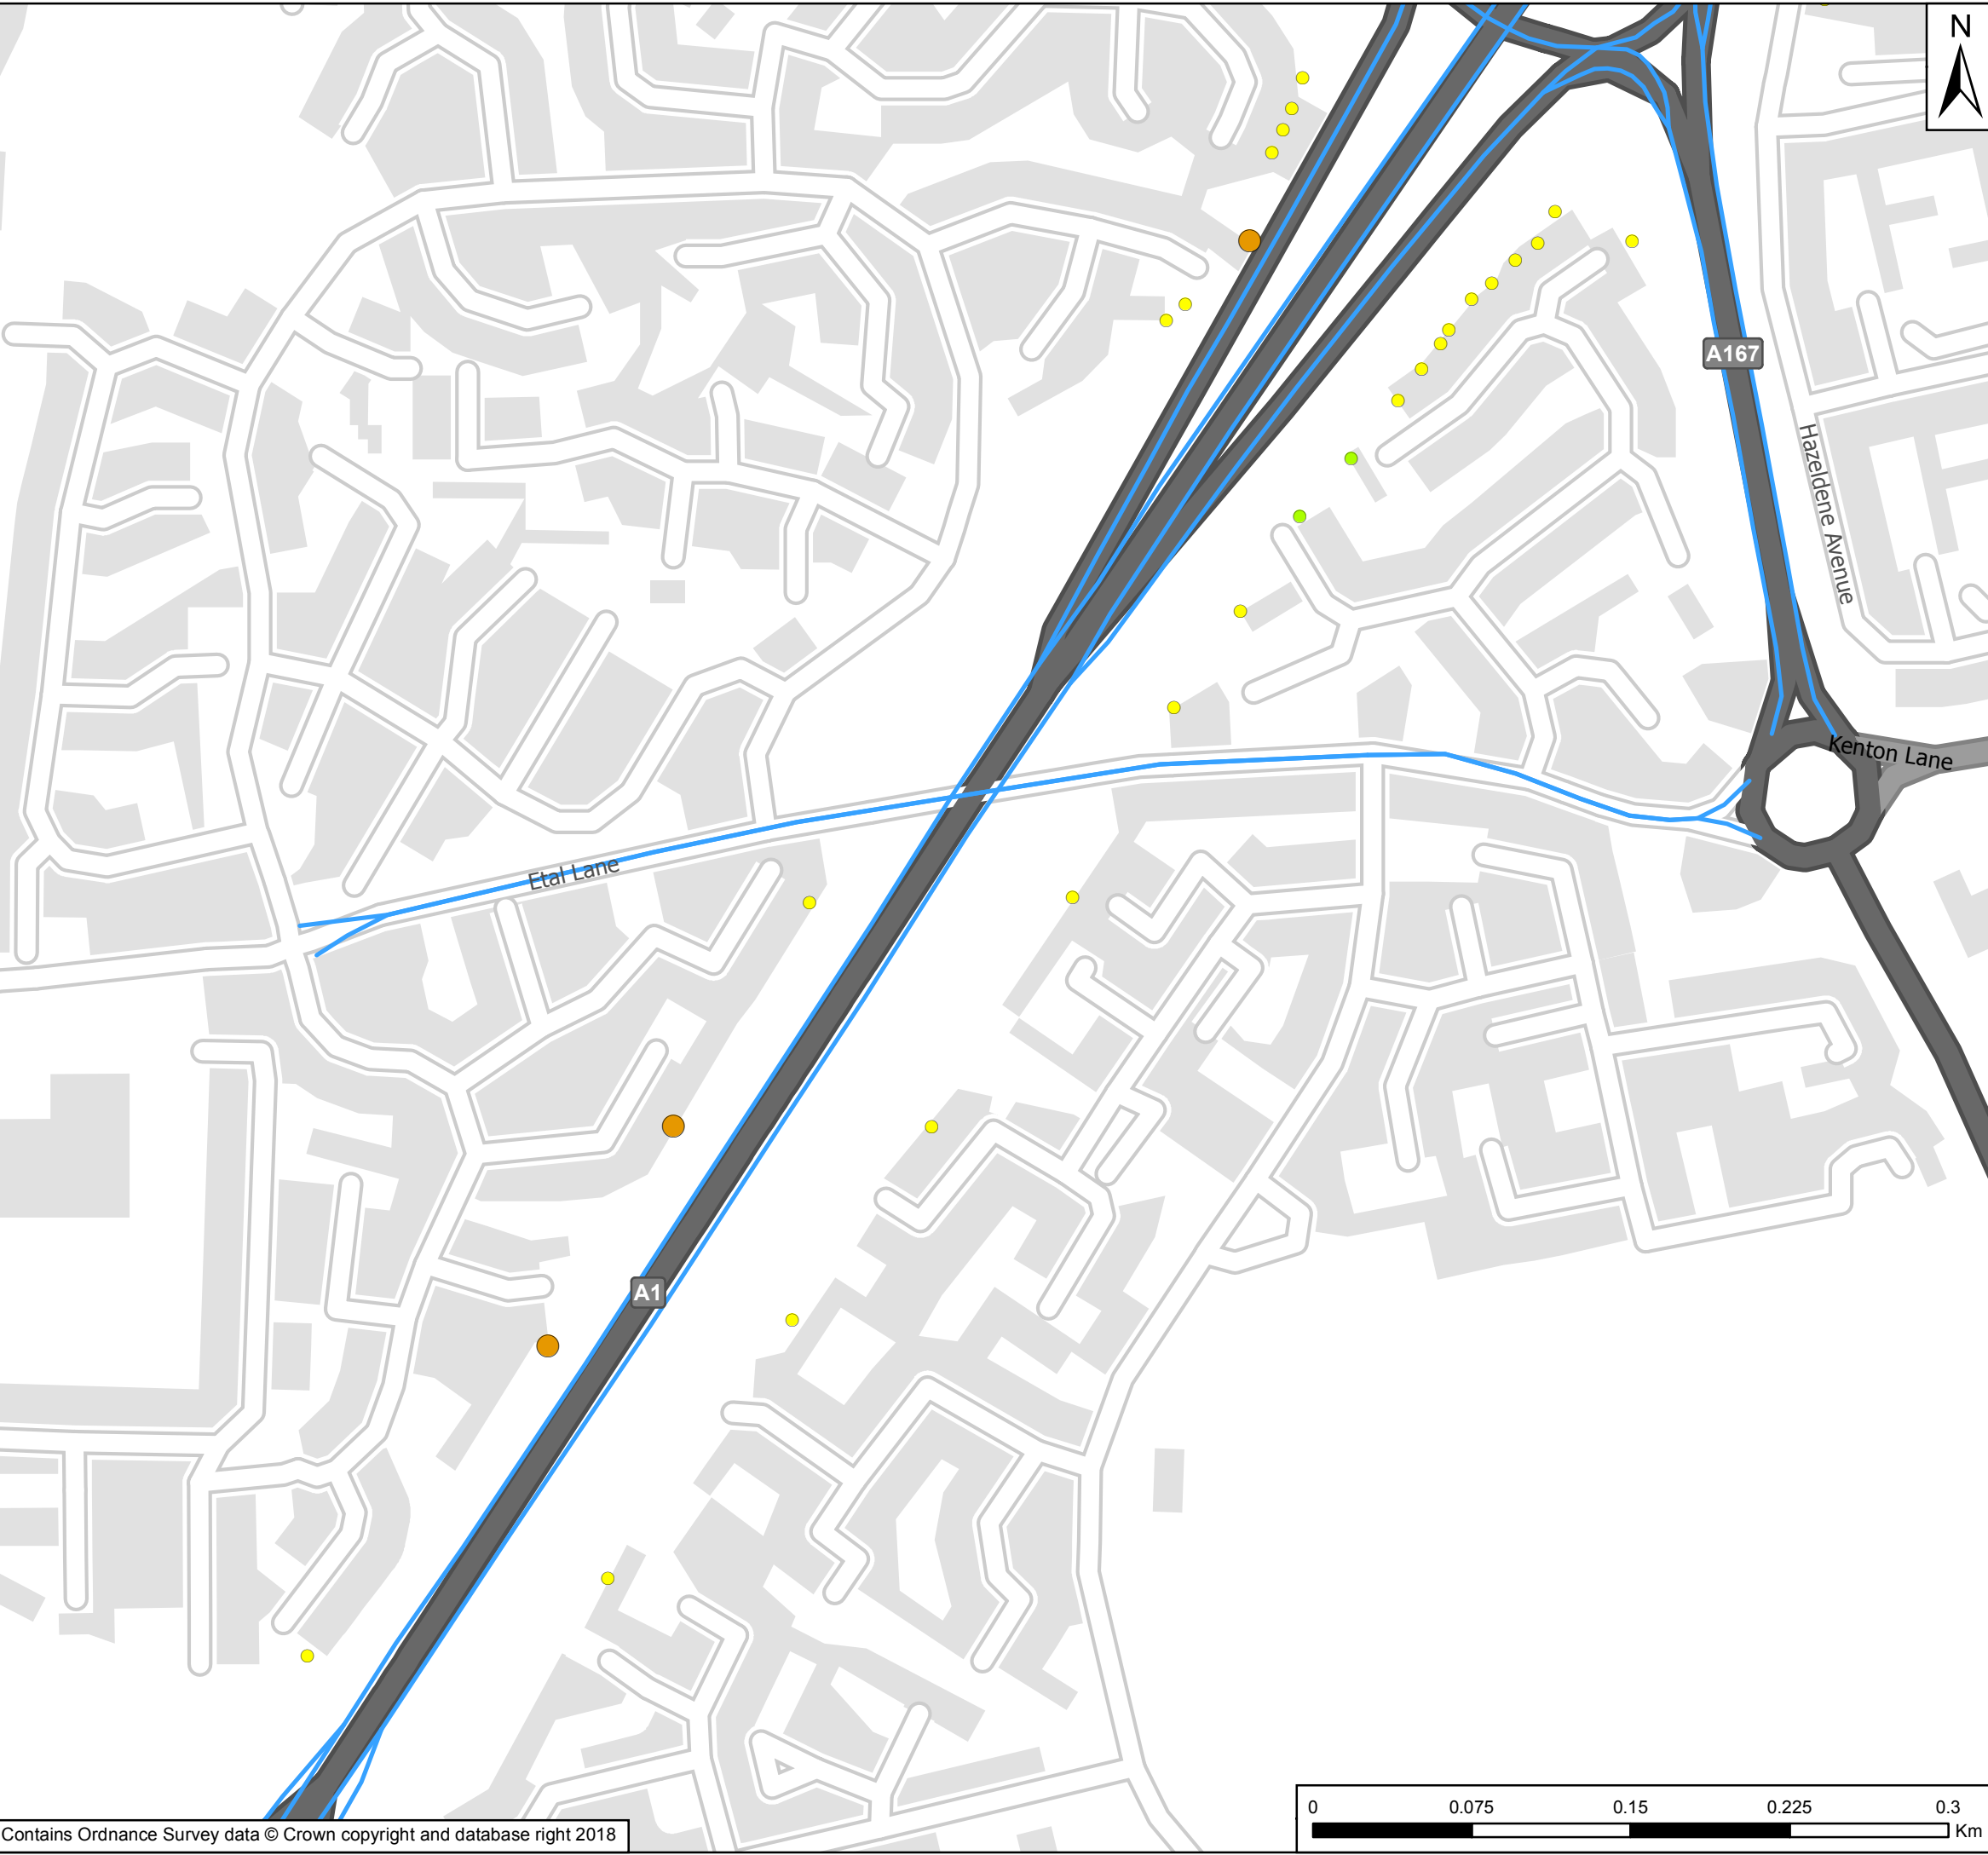 N
A167
Hazeldene Avenue
Kenton Lane
Etal Lane
A1
0 0.075 0.15 0.225 0.3
Km
Contains Ordnance Survey data © Crown copyright and database right 2018